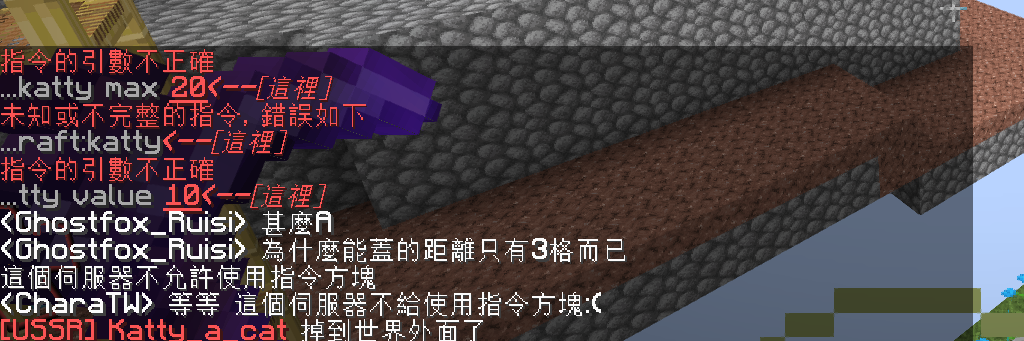 指令的引數不正確
...katty max 20<--[這裡]
未知或不完整的指令, 錯誤如下
...raft:katty<--[這裡]
指令的引數不正確
...tty value 10<--[這裡]
<Ghostfox_Ruisi> 甚麼A
<Ghostfox_Ruisi> 為什麼能蓋的距離只有3格而已
這個伺服器不允許使用指令方塊
<CharaTW> 等等 這個伺服器不給使用指令方塊:(
[USSR] Katty_a_cat 掉到世界外面了